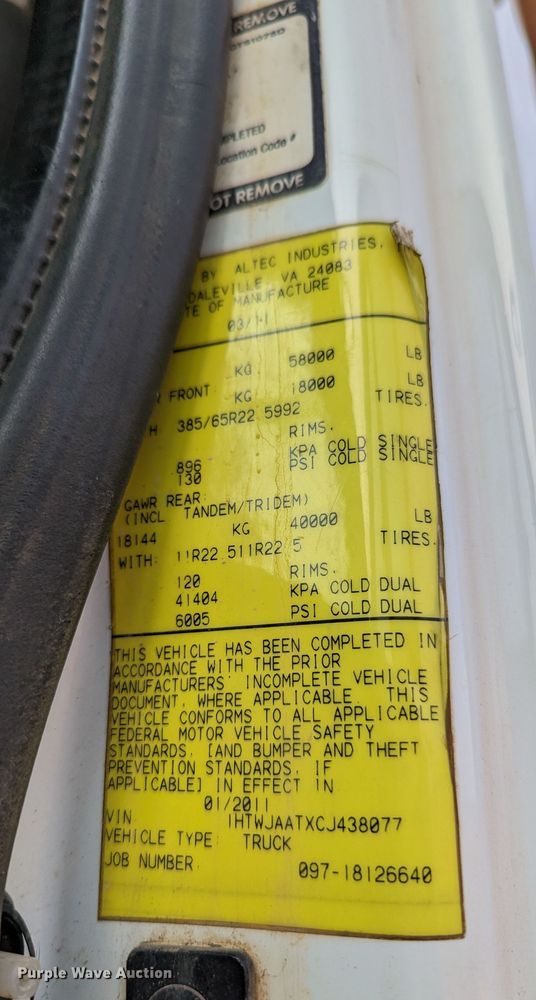 REMOVE
MPLETED
Location Code #
OT REMOVE
BY ALTEC INDUSTRIES,
DALEVILLE, VA 24083
TE OF MANUFACTURE
03/11
KG. 58000 LB
R FRONT KG 18000 LB
H. 385/65R22 5992 TIRES.
RIMS.
896 KPA COLD SINGLE
130 PSI COLD SINGLE
GAWR REAR:
(INCL TANDEM/TRIDEM)
18144 KG 40000 LB
WITH: 11R22 511R22 5 TIRES.
RIMS.
120 KPA COLD DUAL
41404 PSI COLD DUAL
6005
THIS VEHICLE HAS BEEN COMPLETED IN
ACCORDANCE WITH THE PRIOR
MANUFACTURERS' INCOMPLETE VEHICLE
DOCUMENT, WHERE APPLICABLE THIS
VEHICLE CONFORMS TO ALL APPLICABLE
FEDERAL MOTOR VEHICLE SAFETY
STANDARDS, [AND BUMPER AND THEFT
PREVENTION STANDARDS, IF
APPLICABLE] IN EFFECT IN
01/2011
VIN 1HTWJAATXCJ438077
VEHICLE TYPE: TRUCK
JOB NUMBER 097-18126640
Purple Wave Auction